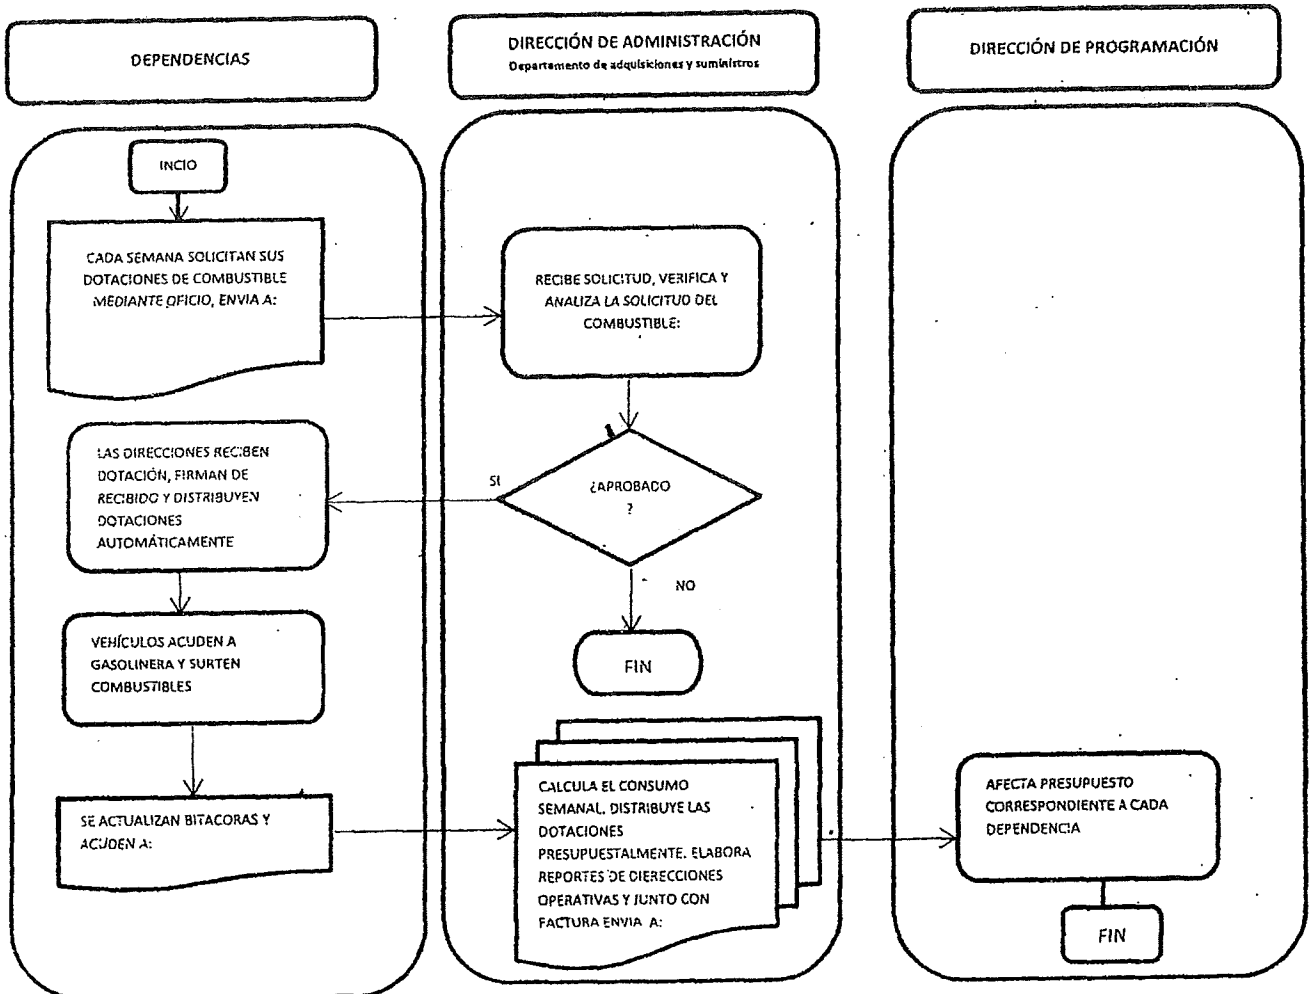 DEPENDENCIAS
DIRECCIÓN DE ADMINISTRACIÓN
Departamento de adquisiciones y suministros
DIRECCIÓN DE PROGRAMACIÓN
INCIO
CADA SEMANA SOLICITAN SUS
DOTACIONES DE COMBUSTIBLE
MEDIANTE OFICIO, ENVIA A:
RECIBE SOLICITUD, VERIFICA Y
ANALIZA LA SOLICITUD DEL
COMBUSTIBLE:
LAS DIRECCIONES RECIBEN
DOTACIÓN, FIRMAN DE
RECIBIDO Y DISTRIBUYEN
DOTACIONES
AUTOMÁTICAMENTE
SI
¿APROBADO
?
NO
FIN
VEHÍCULOS ACUDEN A
GASOLINERA Y SURTEN
COMBUSTIBLES
SE ACTUALIZAN BITACORAS Y
ACUDEN A:
CALCULA EL CONSUMO
SEMANAL, DISTRIBUYE LAS
DOTACIONES
PRESUPUESTALMENTE. ELABORA
REPORTES DE DIERECCIONES
OPERATIVAS Y JUNTO CON
FACTURA ENVIA A:
AFECTA PRESUPUESTO
CORRESPONDIENTE A CADA
DEPENDENCIA
FIN